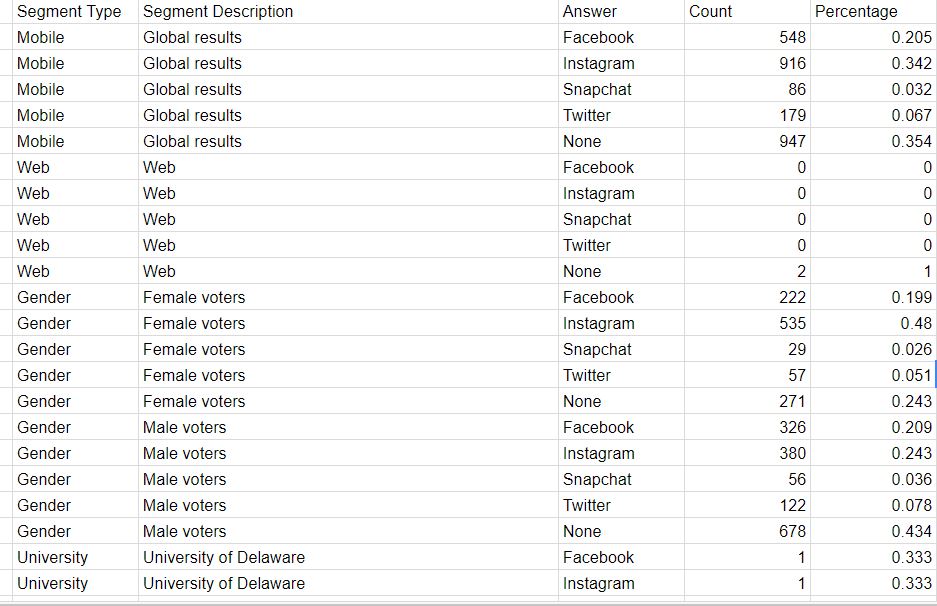 Segment Type Segment Description Answer Count Percentage
Mobile Global results Facebook 548 0.205
Mobile Global results Instagram 916 0.342
Mobile Global results Snapchat 86 0.032
Mobile Global results Twitter 179 0.067
Mobile Global results None 947 0.354
Web Web Facebook 0 0
Web Web Instagram 0 0
Web Web Snapchat 0 0
Web Web Twitter 0 0
Web Web None 2 1
Gender Female voters Facebook 222 0.199
Gender Female voters Instagram 535 0.48
Gender Female voters Snapchat 29 0.026
Gender Female voters Twitter 57 0.051
Gender Female voters None 271 0.243
Gender Male voters Facebook 326 0.209
Gender Male voters Instagram 380 0.243
Gender Male voters Snapchat 56 0.036
Gender Male voters Twitter 122 0.078
Gender Male voters None 678 0.434
University University of Delaware Facebook 1 0.333
University University of Delaware Instagram 1 0.333